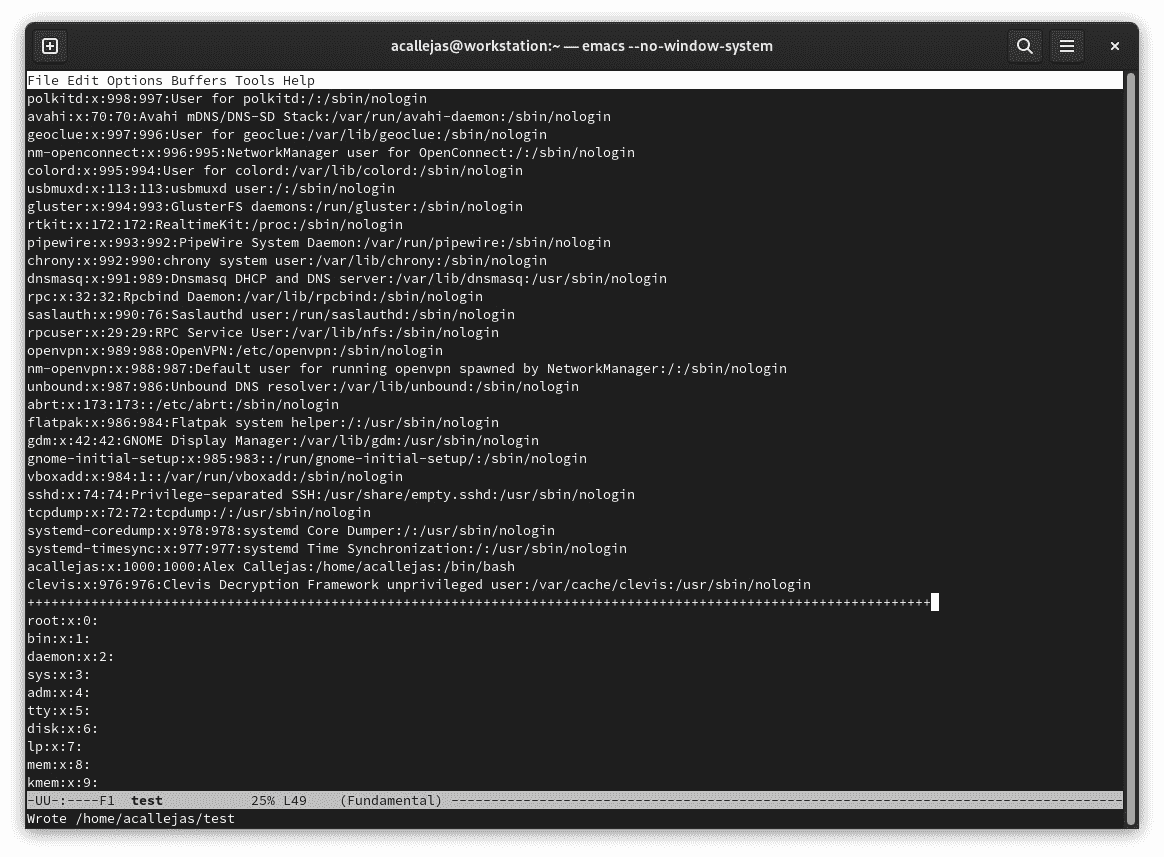 acallejas@workstation:~ — emacs --no-window-system
File Edit Options Buffers Tools Help
polkitd:x:998:997:User for polkitd:/:/sbin/nologin
avahi:x:70:70:Avahi mDNS/DNS-SD Stack:/var/run/avahi-daemon:/sbin/nologin
geoclue:x:997:996:User for geoclue:/var/lib/geoclue:/sbin/nologin
nm-openconnect:x:996:995:NetworkManager user for OpenConnect:/:/sbin/nologin
colord:x:995:994:User for colord:/var/lib/colord:/sbin/nologin
usbmuxd:x:113:113:usbmuxd user:/:/sbin/nologin
gluster:x:994:993:GlusterFS daemons:/run/gluster:/sbin/nologin
rtkit:x:172:172:RealtimeKit:/proc:/sbin/nologin
pipewire:x:993:992:PipeWire System Daemon:/var/run/pipewire:/sbin/nologin
chrony:x:992:990:chrony system user:/var/lib/chrony:/sbin/nologin
dnsmasq:x:991:989:Dnsmasq DHCP and DNS server:/var/lib/dnsmasq:/usr/sbin/nologin
rpc:x:32:32:Rpcbind Daemon:/var/lib/rpcbind:/sbin/nologin
saslauth:x:990:76:Saslauthd user:/run/saslauthd:/sbin/nologin
rpcuser:x:29:29:RPC Service User:/var/lib/nfs:/sbin/nologin
openvpn:x:989:988:OpenVPN:/etc/openvpn:/sbin/nologin
nm-openvpn:x:988:987:Default user for running openvpn spawned by NetworkManager:/:/sbin/nologin
unbound:x:987:986:Unbound DNS resolver:/var/lib/unbound:/sbin/nologin
abrt:x:173:173::/etc/abrt:/sbin/nologin
flatpak:x:986:984:Flatpak system helper:/:/usr/sbin/nologin
gdm:x:42:42:GNOME Display Manager:/var/lib/gdm:/usr/sbin/nologin
gnome-initial-setup:x:985:983::/run/gnome-initial-setup/:/sbin/nologin
vboxadd:x:984:1::/var/run/vboxadd:/sbin/nologin
sshd:x:74:74:Privilege-separated SSH:/usr/share/empty.sshd:/usr/sbin/nologin
tcpdump:x:72:72:tcpdump:/:/usr/sbin/nologin
systemd-coredump:x:978:978:systemd Core Dumper:/:/usr/sbin/nologin
systemd-timesync:x:977:977:systemd Time Synchronization:/:/usr/sbin/nologin
acallejas:x:1000:1000:Alex Callejas:/home/acallejas:/bin/bash
clevis:x:976:976:Clevis Decryption Framework unprivileged user:/var/cache/clevis:/usr/sbin/nologin
+++++++++++++++++++++++++++++++++++++++++++++++++++++++++++++++++++++++++++++++++++++++++++++++++++++++++++++++++
root:x:0:
bin:x:1:
daemon:x:2:
sys:x:3:
adm:x:4:
tty:x:5:
disk:x:6:
lp:x:7:
mem:x:8:
kmem:x:9:
-UU-:----F1  test           25% L49    (Fundamental) ------------------------------------------------------------------------------------
Wrote /home/acallejas/test